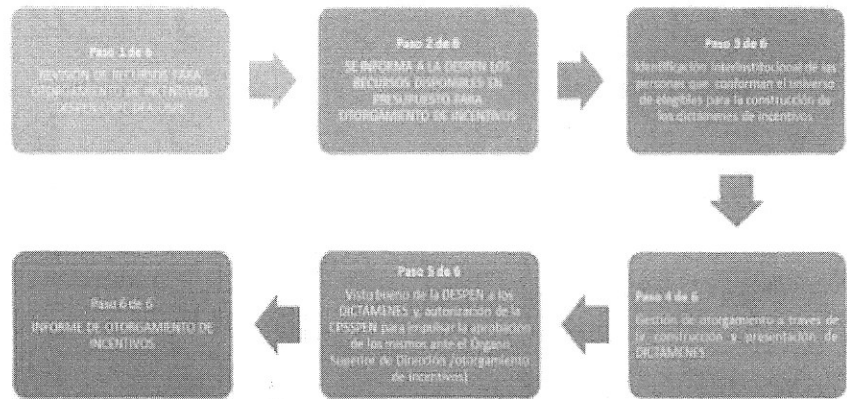 Paso 1 de 6
REVISIÓN DE RECURSOS PARA
OTORGAMIENTO DE INCENTIVOS
Paso 2 de 6
SE INFORMA A LA DESPEN LOS
RECURSOS DISPONIBLES EN
PRESUPUESTO PARA
OTORGAMIENTO DE INCENTIVOS
Paso 3 de 6
Identificación interinstitucional de las
personas que conforman el universo
de elegibles para la construcción de
los dictámenes de incentivos
Paso 4 de 6
Gestión de otorgamiento a través de
la construcción y presentación de
DICTAMENES
Paso 5 de 6
Visto bueno de la DESPEN a los
DICTÁMENES y, autorización de la
CPSSPEN para impulsar la aprobación
de los mismos ante el Órgano
Superior de Dirección /otorgamiento
de incentivos)
Paso 6 de 6
INFORME DE OTORGAMIENTO DE
INCENTIVOS